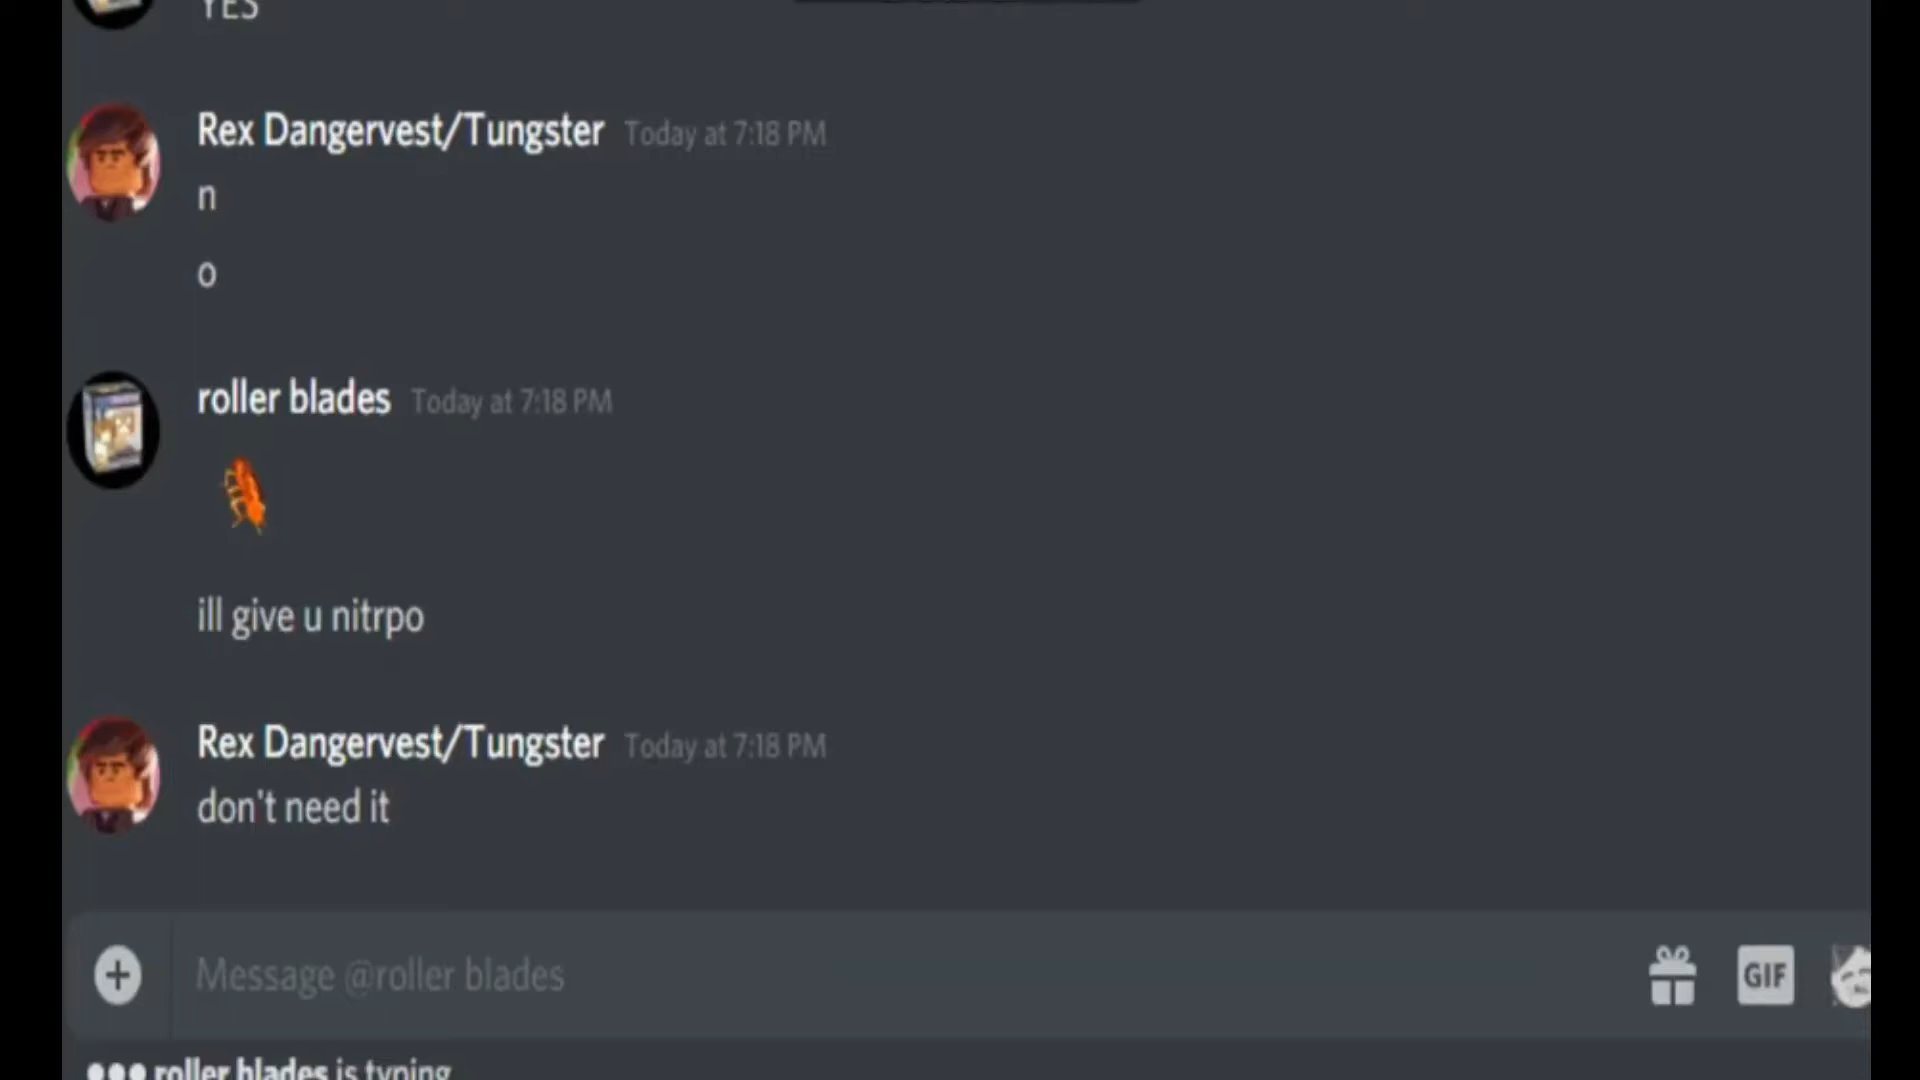 YES
Rex Dangervest/Tungster Today at 7:18 PM
n
o
roller blades Today at 7:18 PM
ill give u nitrpo
Rex Dangervest/Tungster Today at 7:18 PM
don't need it
Message @roller blades
GIF
roller blades is typing